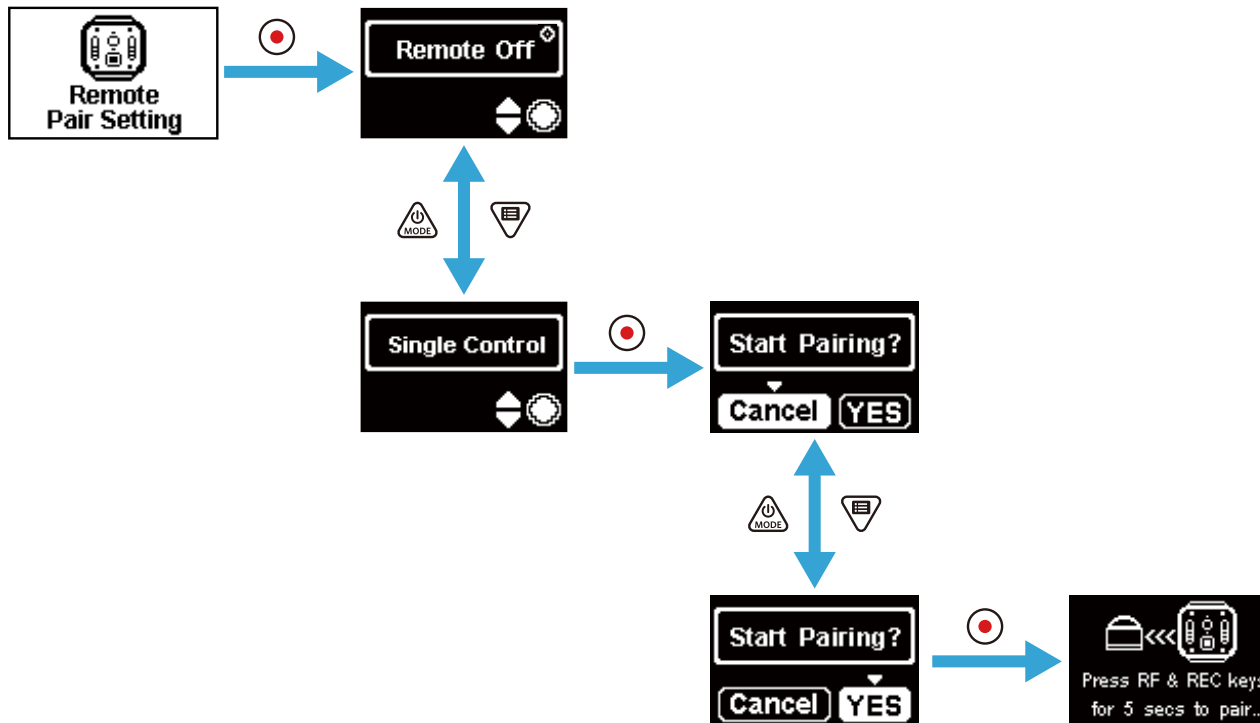 Remote
Pair Setting
Remote Off
MODE
Single Control
Start Pairing?
Cancel YES
MODE
Start Pairing?
Cancel YES
Press RF & REC keys
for 5 secs to pair..